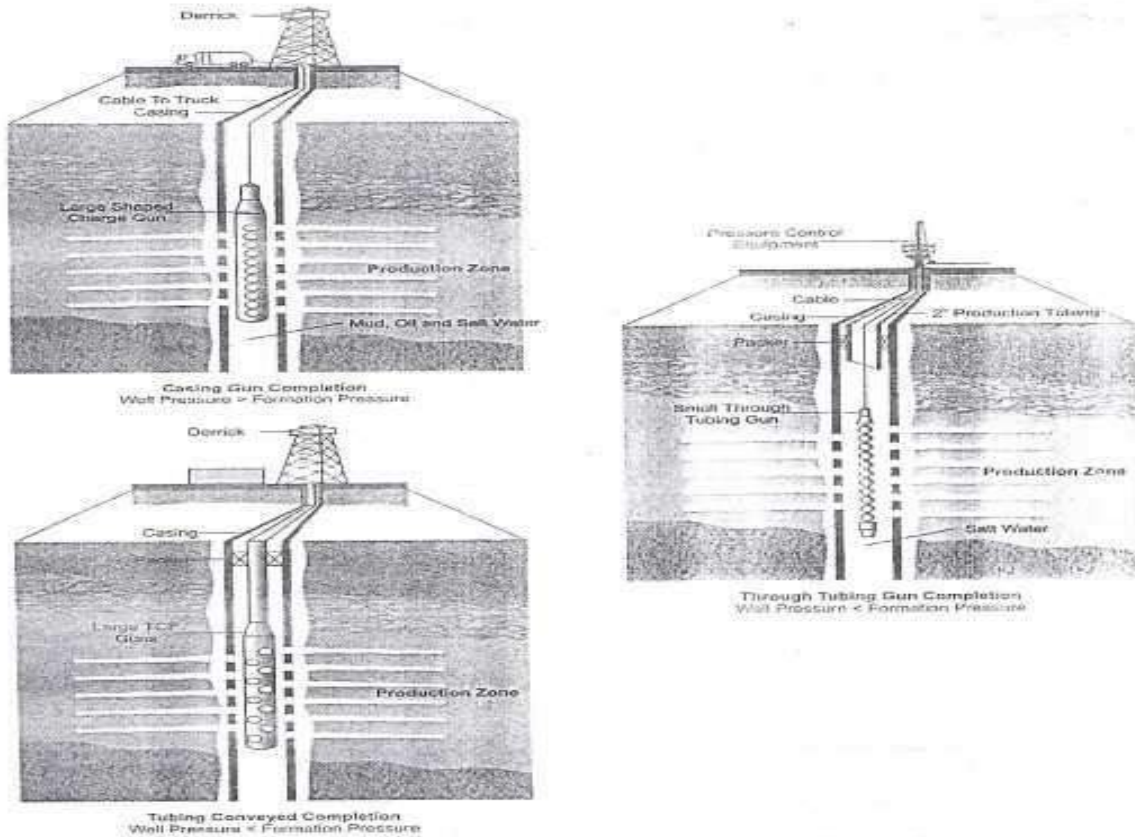 Derrick
Cable To Truck
Casing
Large Shaped
Charge Gun
Production Zone
Mud, Oil and Salt Water
Casing Gun Completion
Well Pressure > Formation Pressure
Derrick
Casing
Packer
Large TCP
Guns
Production Zone
Tubing Conveyed Completion
Well Pressure < Formation Pressure
Pressure Control
Equipment
Cable
Casing
2" Production Tubing
Packer
Small Through
Tubing Gun
Production Zone
Salt Water
Through Tubing Gun Completion
Well Pressure < Formation Pressure